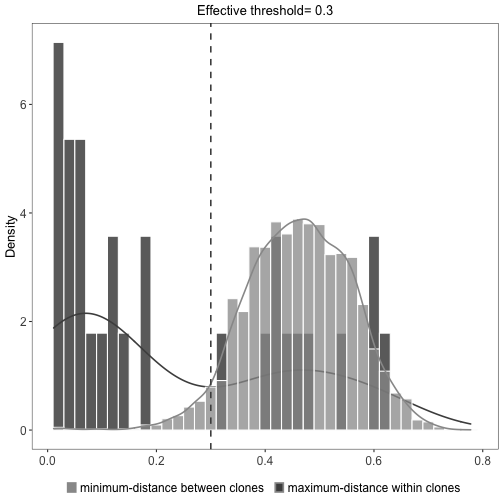 Effective threshold= 0.3
Density
6
4
2
0
0.0 0.2 0.4 0.6 0.8
minimum-distance between clones maximum-distance within clones